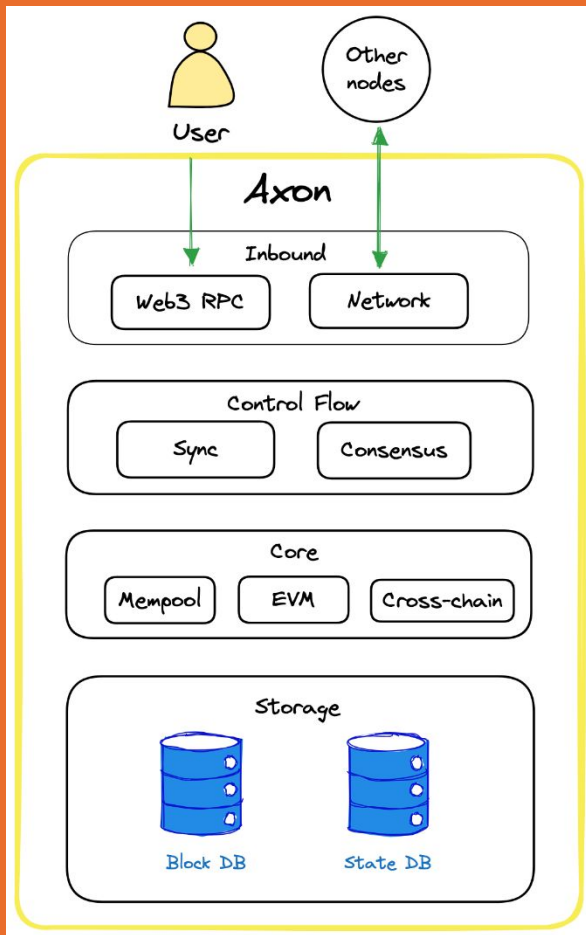 Other
nodes
User
Axon
Inbound
Web3 RPC
Network
Control Flow
Sync
Consensus
Core
Mempool
EVM
Cross-chain
Storage
Block DB
State DB